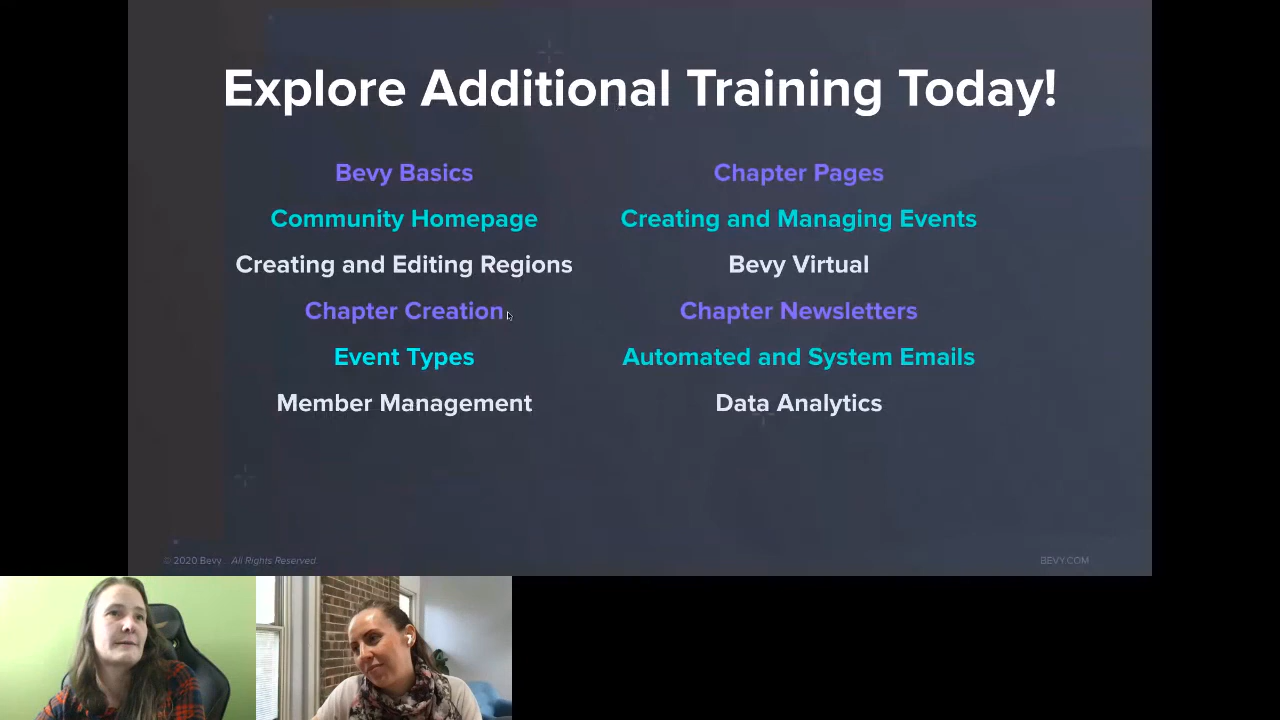 Explore Additional Training Today!
Bevy Basics
Community Homepage
Creating and Editing Regions
Chapter Creation
Event Types
Member Management
Chapter Pages
Creating and Managing Events
Bevy Virtual
Chapter Newsletters
Automated and System Emails
Data Analytics
© 2020 Bevy All Rights Reserved
BEVY.COM